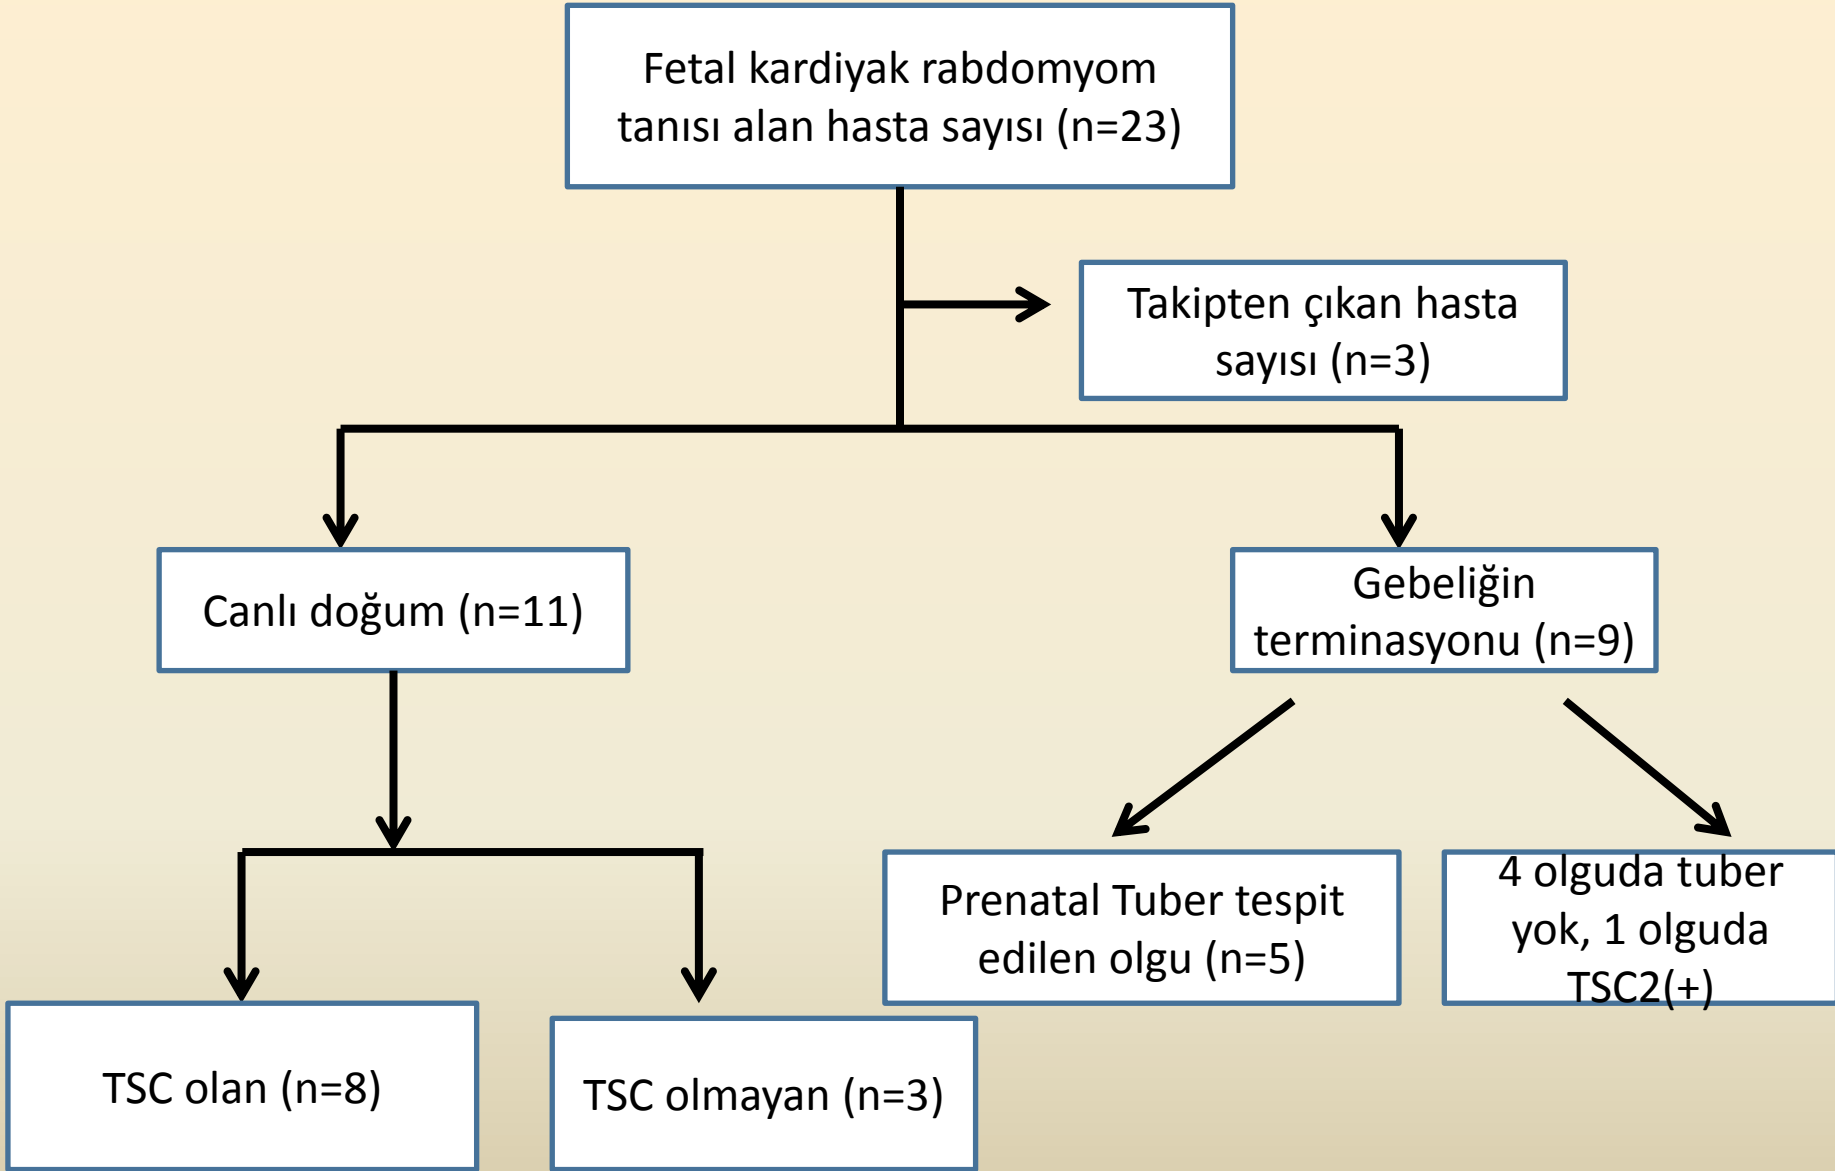 Fetal kardiyak rabdomyom
tanısı alan hasta sayısı (n=23)
Takipten çıkan hasta
sayısı (n=3)
Canlı doğum (n=11)
Gebeliğin
terminasyonu (n=9)
Prenatal Tuber tespit
edilen olgu (n=5)
4 olguda tuber
yok, 1 olguda
TSC2(+)
TSC olan (n=8)
TSC olmayan (n=3)